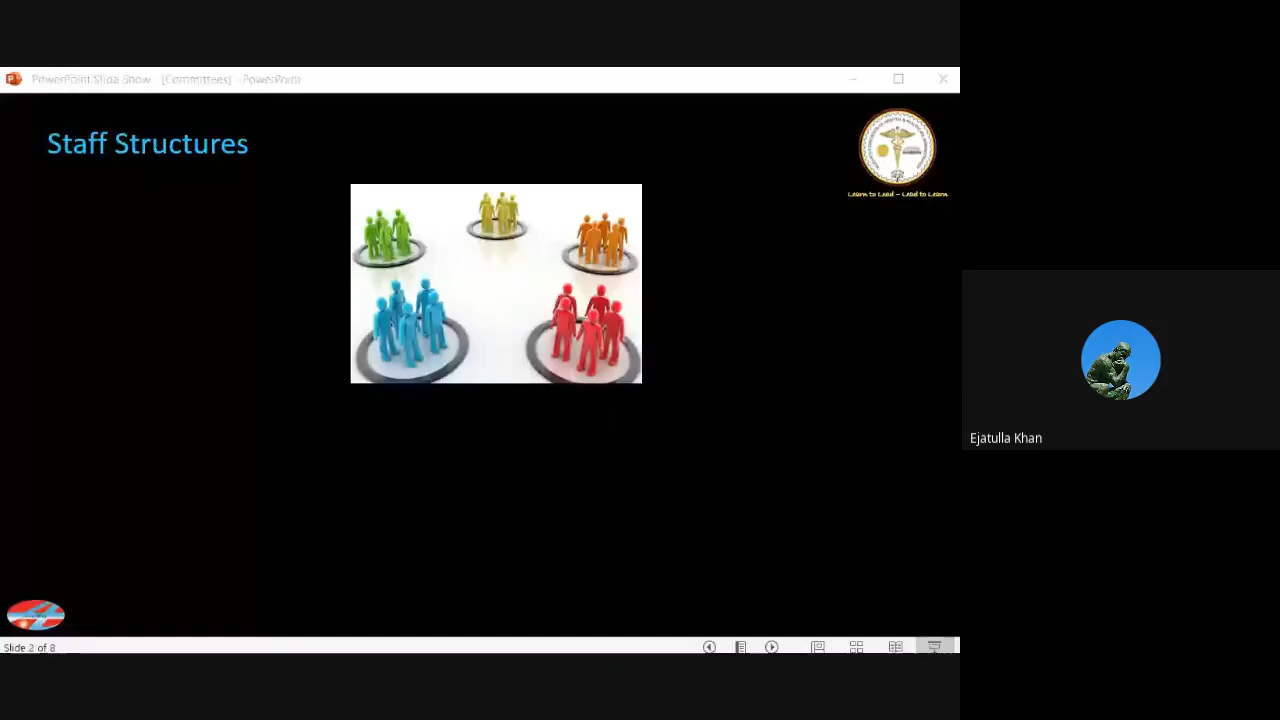 PowerPoint Slide Show - [Committees] - PowerPoint
Staff Structures
Learn to Lead - Lead to Learn
Ejatulla Khan
Slide 2 of 8